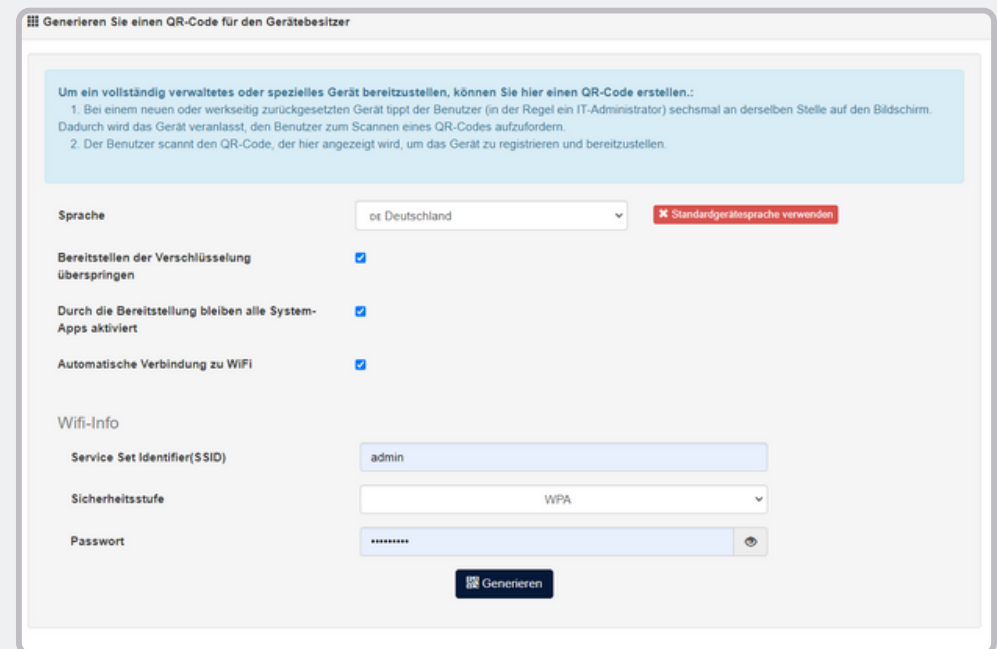 Generieren Sie einen QR-Code für den Gerätebesitzer
Um ein vollständig verwaltetes oder spezielles Gerät bereitzustellen, können Sie hier einen QR-Code erstellen.:
1. Bei einem neuen oder werkseitig zurückgesetzten Gerät tippt der Benutzer (in der Regel ein IT-Administrator) sechsmal an derselben Stelle auf den Bildschirm.
Dadurch wird das Gerät veranlasst, den Benutzer zum Scannen eines QR-Codes aufzufordern.
2. Der Benutzer scannt den QR-Code, der hier angezeigt wird, um das Gerät zu registrieren und bereitzustellen.
Sprache
DE Deutschland
Standardgerätesprache verwenden
Bereitstellen der Verschlüsselung
überspringen
Durch die Bereitstellung bleiben alle System-
Apps aktiviert
Automatische Verbindung zu WiFi
Wifi-Info
Service Set Identifier(SSID)
admin
Sicherheitsstufe
WPA
Passwort
•••••••••
Generieren